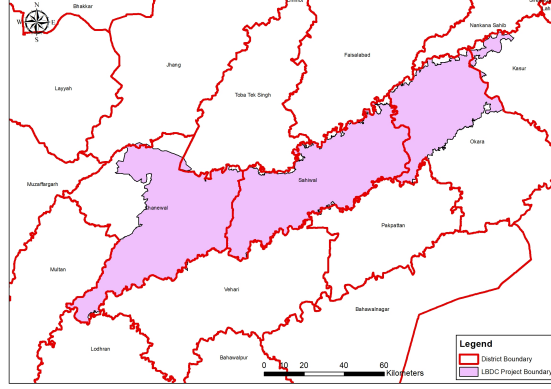 Bhakkar
N
W
E
S
Nankana Sahib
Jhang
Faisalabad
Kasur
Layyah
Toba Tek Singh
Okara
Sahiwal
Muzaffargarh
Khanewal
Pakpattan
Multan
Vehari
Bahawalnagar
Lodhran
Bahawalpur
0 10 20 40 60
Kilometers
Legend
District Boundary
LBDC Project Boundary